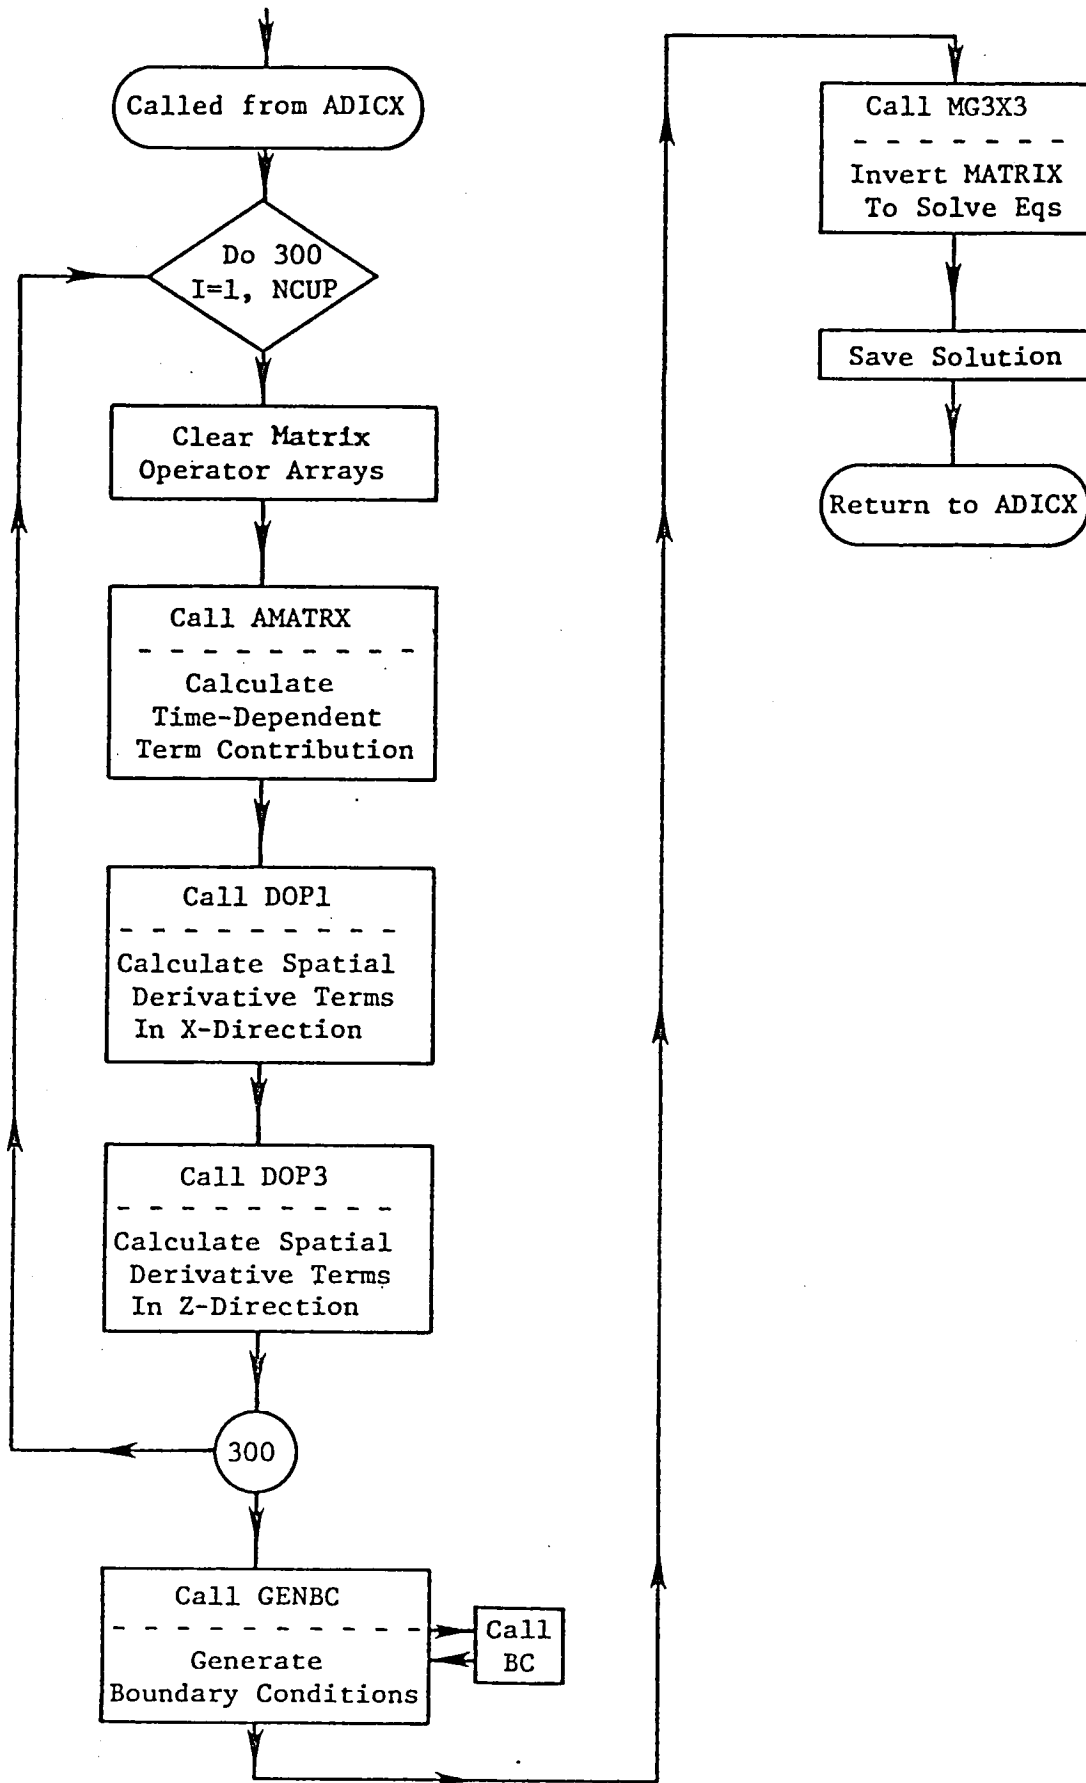 Called from ADICX
Do 300
I=1, NCUP
Clear Matrix
Operator Arrays
Call AMATRX
Calculate
Time-Dependent
Term Contribution
Call DOP1
Calculate Spatial
Derivative Terms
In X-Direction
Call DOP3
Calculate Spatial
Derivative Terms
In Z-Direction
300
Call GENBC
Generate
Boundary Conditions
Call
BC
Call MG3X3
Invert MATRIX
To Solve Eqs
Save Solution
Return to ADICX